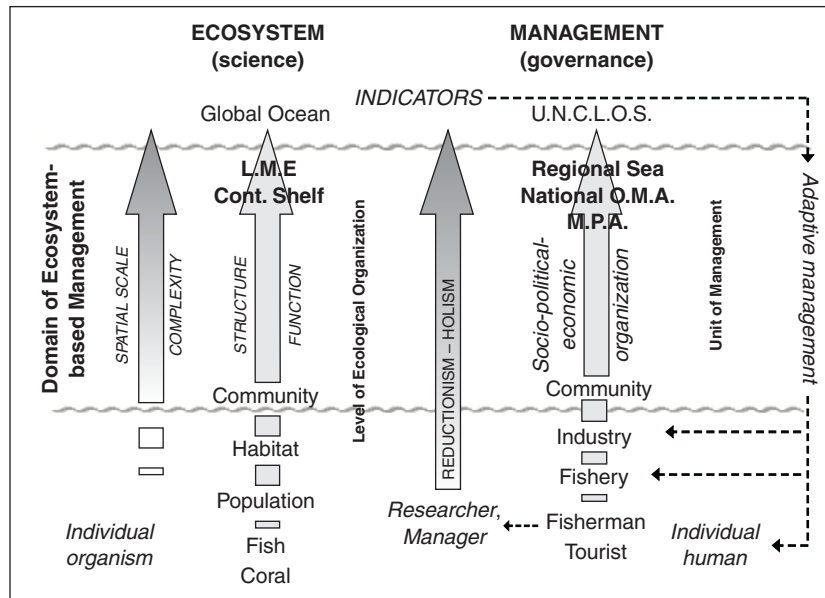 ECOSYSTEM
(science)
MANAGEMENT
(governance)
INDICATORS
Global Ocean
U.N.C.L.O.S.
L.M.E
Cont. Shelf
Regional Sea
National O.M.A.
M.P.A.
Domain of Ecosystem-
based Management
SPATIAL SCALE
COMPLEXITY
STRUCTURE
FUNCTION
Level of Ecological Organization
REDUCTIONISM – HOLISM
Socio-political-
economic
organization
Unit of Management
Adaptive management
Community
Community
Habitat
Industry
Population
Fishery
Individual
organism
Fish
Coral
Researcher,
Manager
Fisherman
Tourist
Individual
human